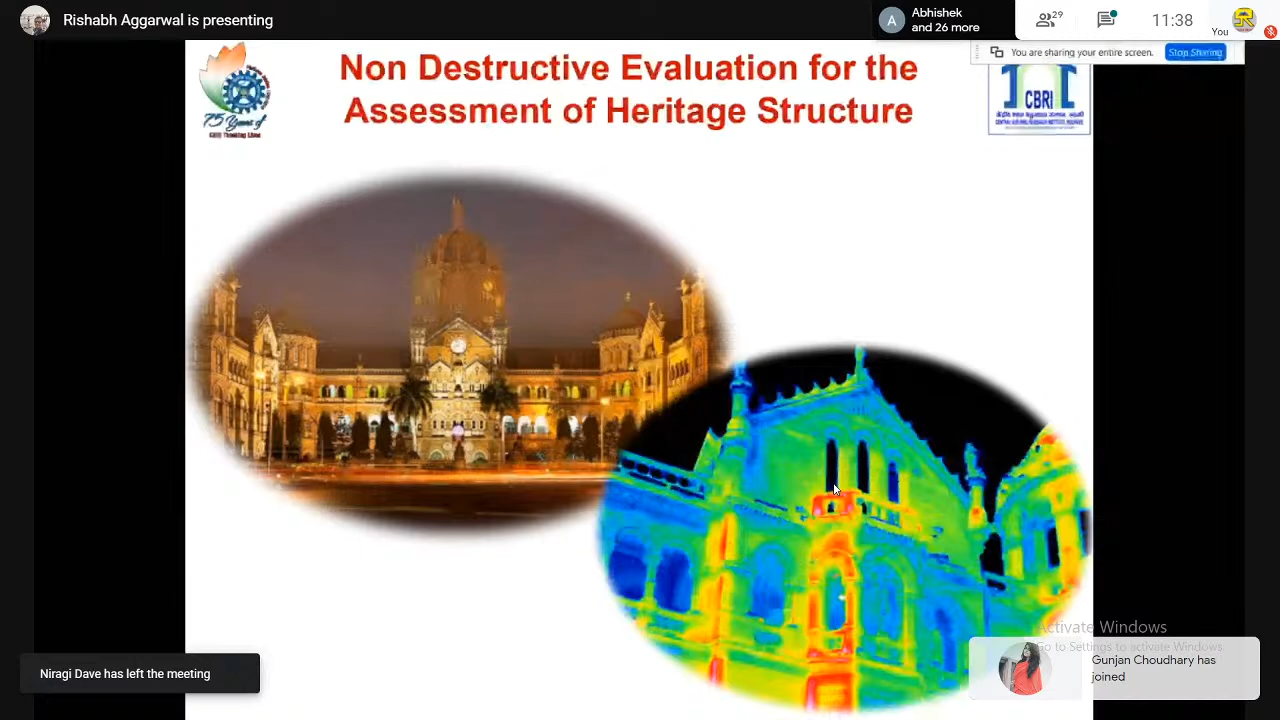 Rishabh Aggarwal is presenting
Abhishek
and 26 more
29
11:38
You
A
You are sharing your entire screen.
Stop Sharing
Non Destructive Evaluation for the
Assessment of Heritage Structure
75 Years of
CBRI
Activate Windows
Go to Settings to activate Windows.
Niragi Dave has left the meeting
Gunjan Choudhary has
joined